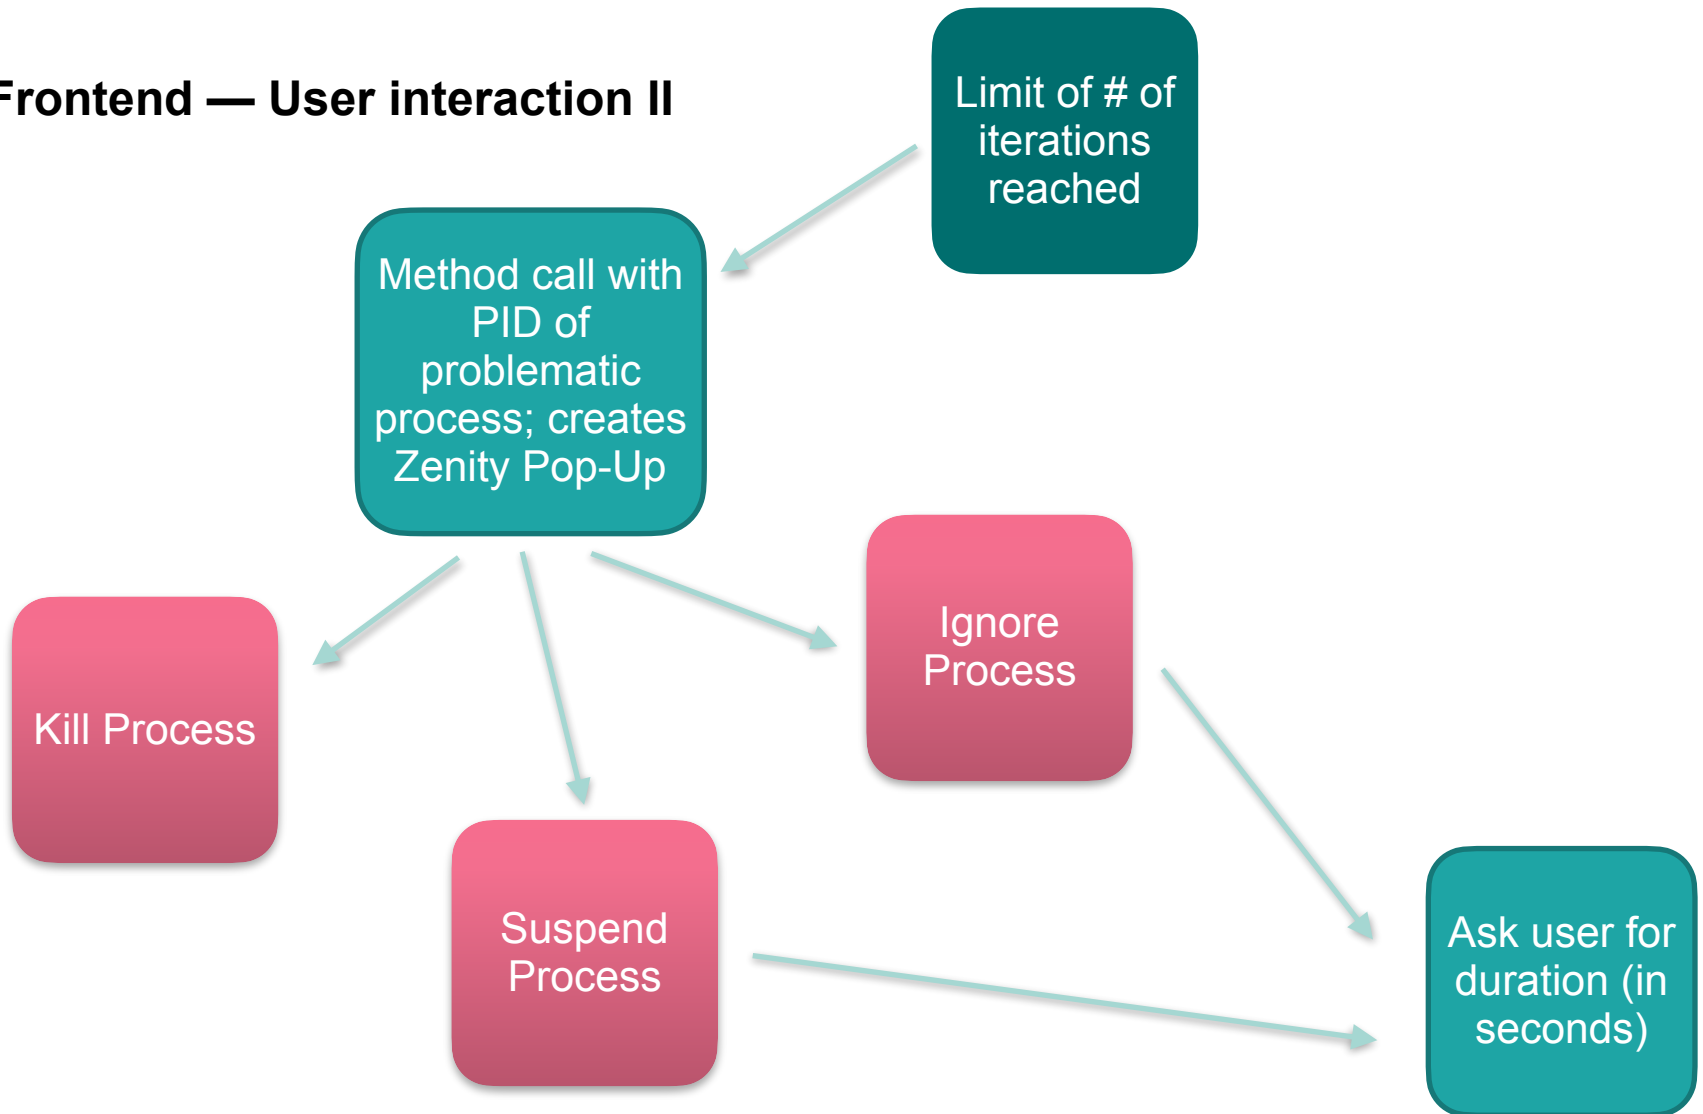 Frontend — User interaction II
Limit of # of
iterations
reached
Method call with
PID of
problematic
process; creates
Zenity Pop-Up
Ignore
Process
Kill Process
Suspend
Process
Ask user for
duration (in
seconds)